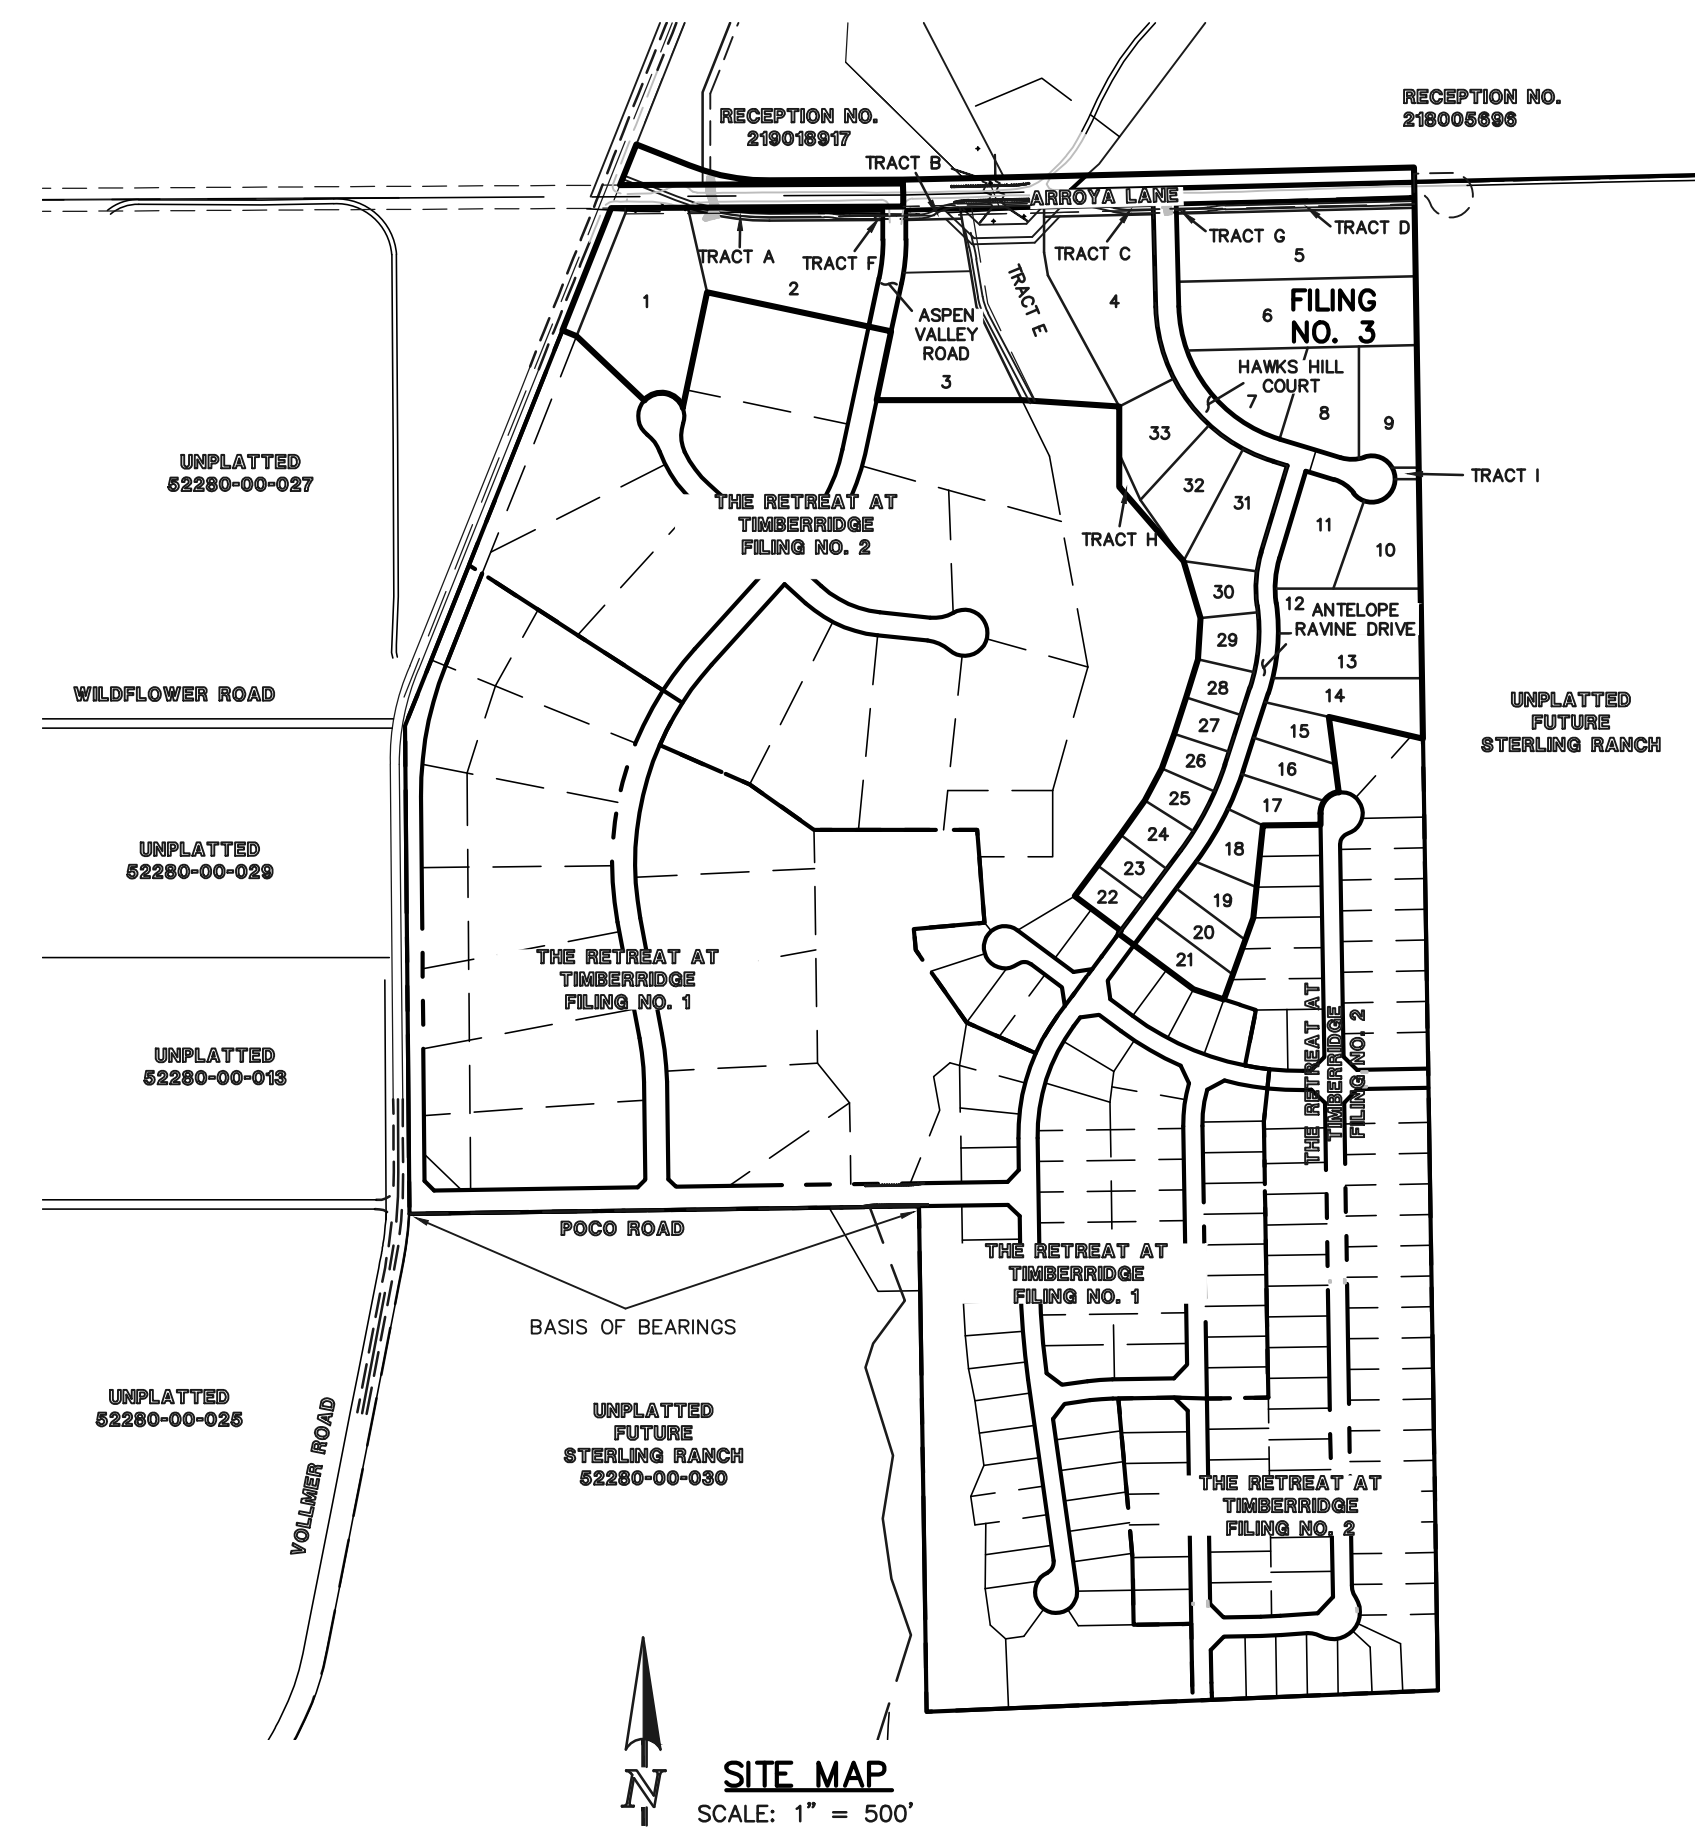 RECEPTION NO.
219018917
RECEPTION NO.
218005696
TRACT B
ARROYA LANE
TRACT A
TRACT F
TRACT C
TRACT G
TRACT D
TRACT E
1
2
ASPEN
VALLEY
ROAD
3
4
5
6
FILING
NO. 3
HAWKS HILL
COURT
7
8
9
33
32
31
TRACT I
TRACT H
11
10
UNPLATTED
52280-00-027
THE RETREAT AT
TIMBERRIDGE
FILING NO. 2
30
12
ANTELOPE
RAVINE DRIVE
29
13
28
14
WILDFLOWER ROAD
UNPLATTED
FUTURE
STERLING RANCH
27
15
26
16
25
17
24
18
23
22
19
20
21
UNPLATTED
52280-00-029
THE RETREAT AT
TIMBERRIDGE
FILING NO. 1
THE RETREAT AT
TIMBERRIDGE
FILING NO. 2
UNPLATTED
52280-00-013
POCO ROAD
THE RETREAT AT
TIMBERRIDGE
FILING NO. 1
BASIS OF BEARINGS
UNPLATTED
52280-00-025
VOLLMER ROAD
UNPLATTED
FUTURE
STERLING RANCH
52280-00-030
THE RETREAT AT
TIMBERRIDGE
FILING NO. 2
N
SITE MAP
SCALE: 1" = 500'